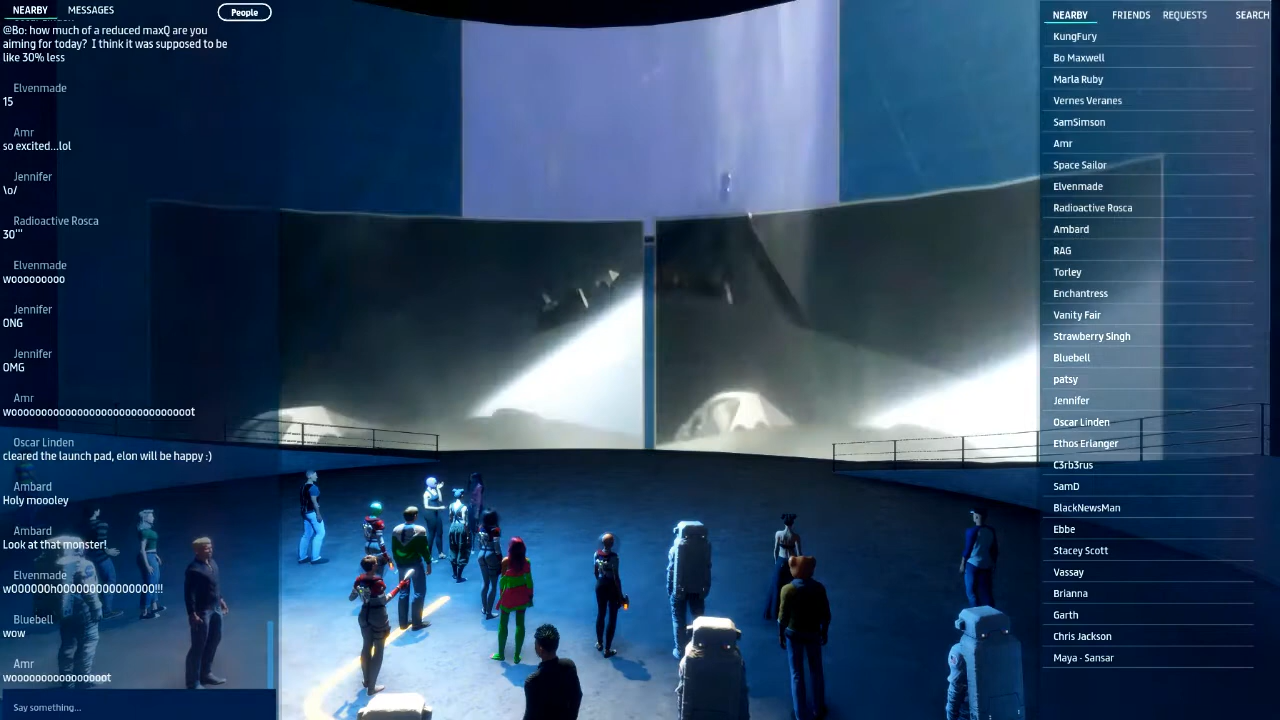 NEARBY MESSAGES People
@Bo: how much of a reduced maxQ are you
aiming for today? I think it was supposed to be
like 30% less
Elvenmade
15
Amr
so excited...lol
Jennifer
\o/
Radioactive Rosca
30'''
Elvenmade
wooooooooo
Jennifer
ONG
Jennifer
OMG
Amr
wooooooooooooooooooooooooooooooooot
Oscar Linden
cleared the launch pad, elon will be happy :)
Ambard
Holy moooley
Ambard
Look at that monster!
Elvenmade
w000000h000000000000000!!!
Bluebell
wow
Amr
wooooooooooooooooot
Say something...
NEARBY FRIENDS REQUESTS SEARCH
KungFury
Bo Maxwell
Marla Ruby
Vernes Veranes
SamSimson
Amr
Space Sailor
Elvenmade
Radioactive Rosca
Ambard
RAG
Torley
Enchantress
Vanity Fair
Strawberry Singh
Bluebell
patsy
Jennifer
Oscar Linden
Ethos Erlanger
C3rb3rus
SamD
BlackNewsMan
Ebbe
Stacey Scott
Vassay
Brianna
Garth
Chris Jackson
Maya - Sansar